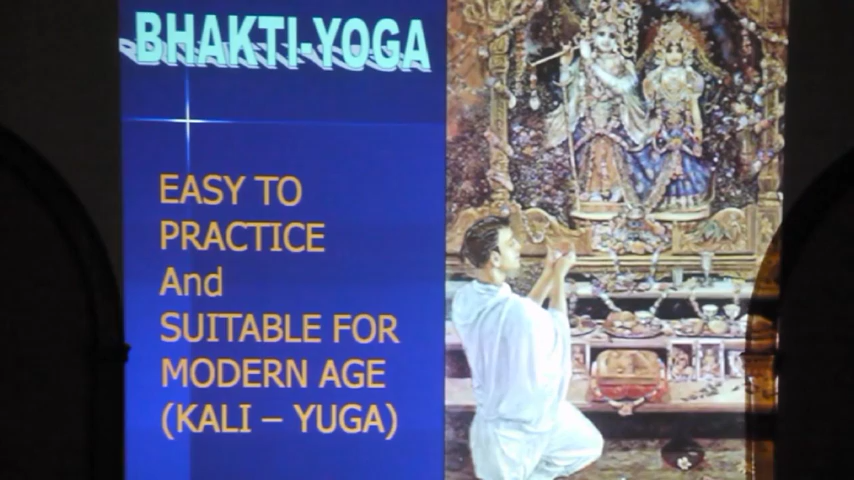 BHAKTI-YOGA
EASY TO
PRACTICE
And
SUITABLE FOR
MODERN AGE
(KALI – YUGA)